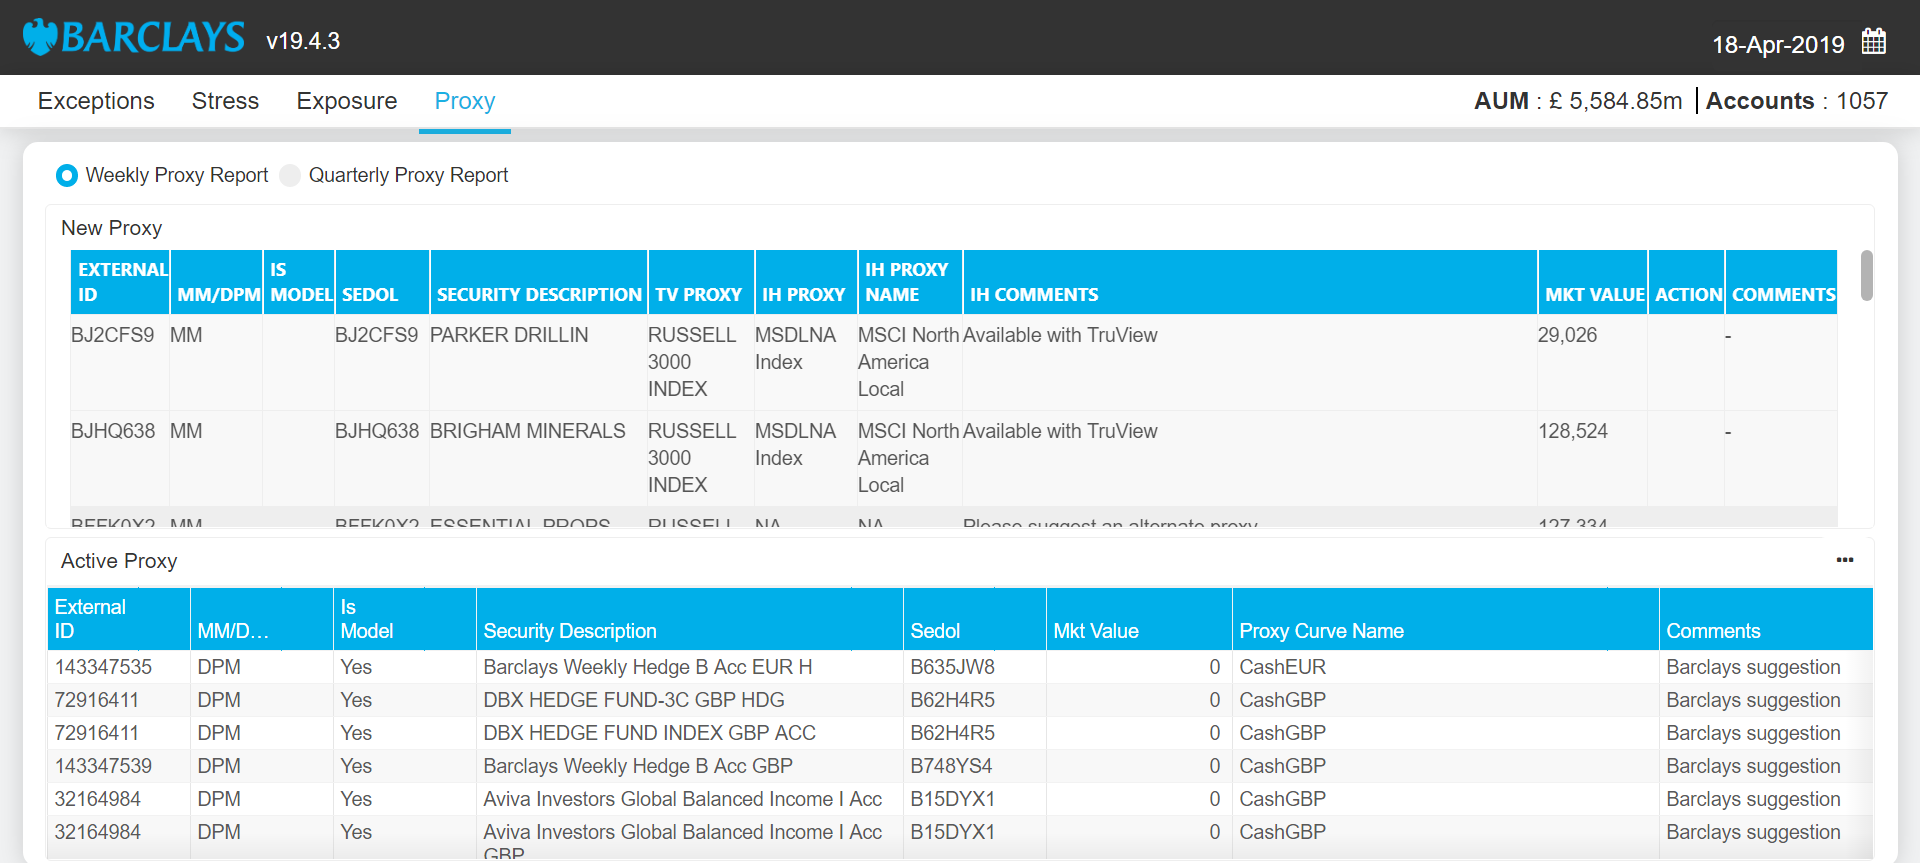 BARCLAYS v19.4.3 18-Apr-2019
Exceptions Stress Exposure Proxy AUM : £ 5,584.85m Accounts : 1057
Weekly Proxy Report Quarterly Proxy Report
New Proxy
EXTERNAL ID MM/DPM IS MODEL SEDOL SECURITY DESCRIPTION TV PROXY IH PROXY IH PROXY NAME IH COMMENTS MKT VALUE ACTION COMMENTS
BJ2CFS9 MM BJ2CFS9 PARKER DRILLIN RUSSELL MSDLNA MSCI North Available with TruView 29,026 -
3000 Index America
INDEX Local
BJHQ638 MM BJHQ638 BRIGHAM MINERALS RUSSELL MSDLNA MSCI North Available with TruView 128,524 -
3000 Index America
INDEX Local
BFFK0X2 MM BFFK0X2 ESSENTIAL PROPS RUSSELL NA NA Please suggest an alternate proxy 127,334
Active Proxy ...
External ID MM/D... Is Model Security Description Sedol Mkt Value Proxy Curve Name Comments
143347535 DPM Yes Barclays Weekly Hedge B Acc EUR H B635JW8 0 CashEUR Barclays suggestion
72916411 DPM Yes DBX HEDGE FUND-3C GBP HDG B62H4R5 0 CashGBP Barclays suggestion
72916411 DPM Yes DBX HEDGE FUND INDEX GBP ACC B62H4R5 0 CashGBP Barclays suggestion
143347539 DPM Yes Barclays Weekly Hedge B Acc GBP B748YS4 0 CashGBP Barclays suggestion
32164984 DPM Yes Aviva Investors Global Balanced Income I Acc B15DYX1 0 CashGBP Barclays suggestion
32164984 DPM Yes Aviva Investors Global Balanced Income I Acc B15DYX1 0 CashGBP Barclays suggestion
GBP